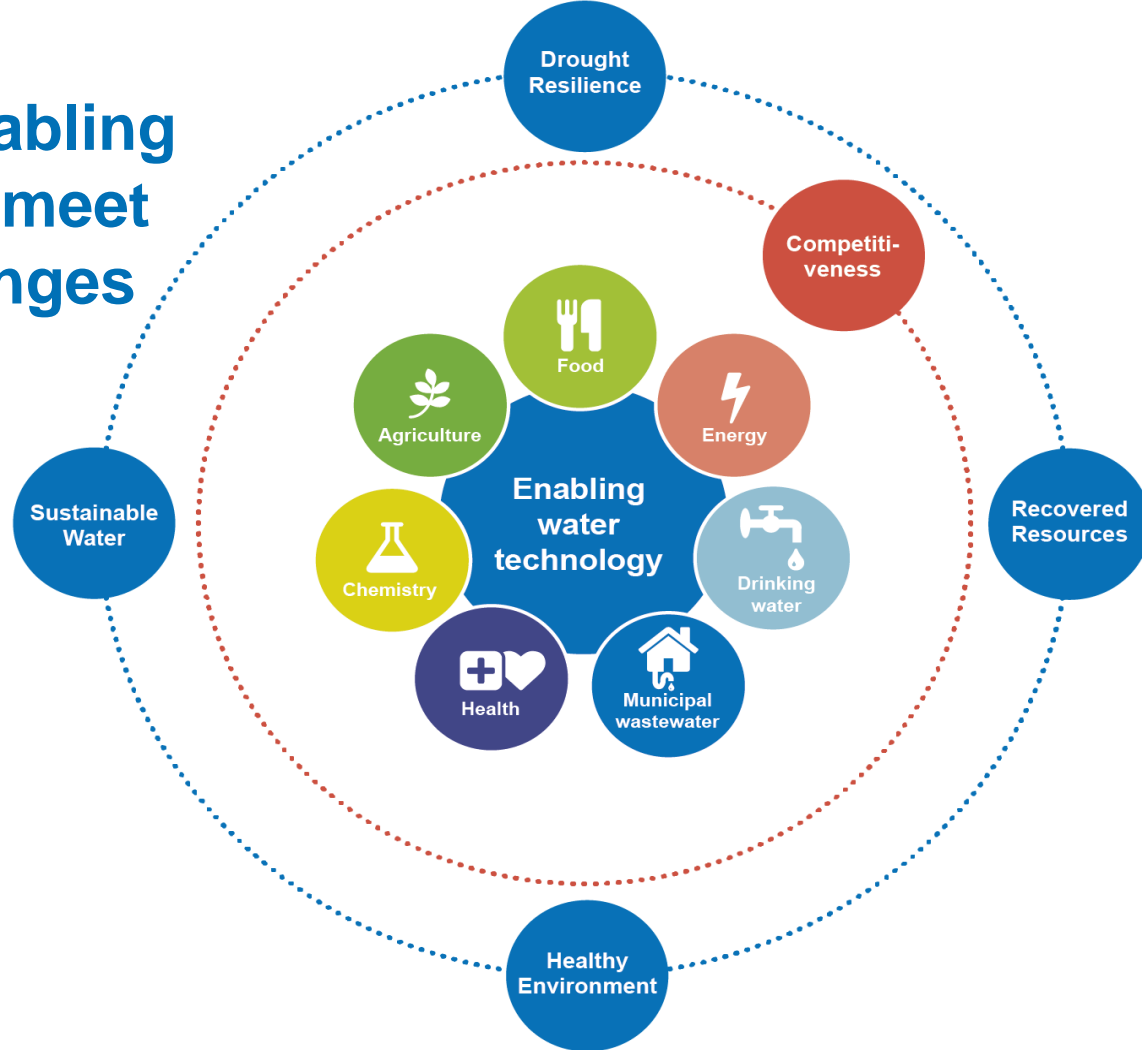 abling
meet
nges
Drought
Resilience
Competiti-
veness
Food
Agriculture
Energy
Enabling
water
technology
Sustainable
Water
Recovered
Resources
Chemistry
Drinking
water
Health
Municipal
wastewater
Healthy
Environment